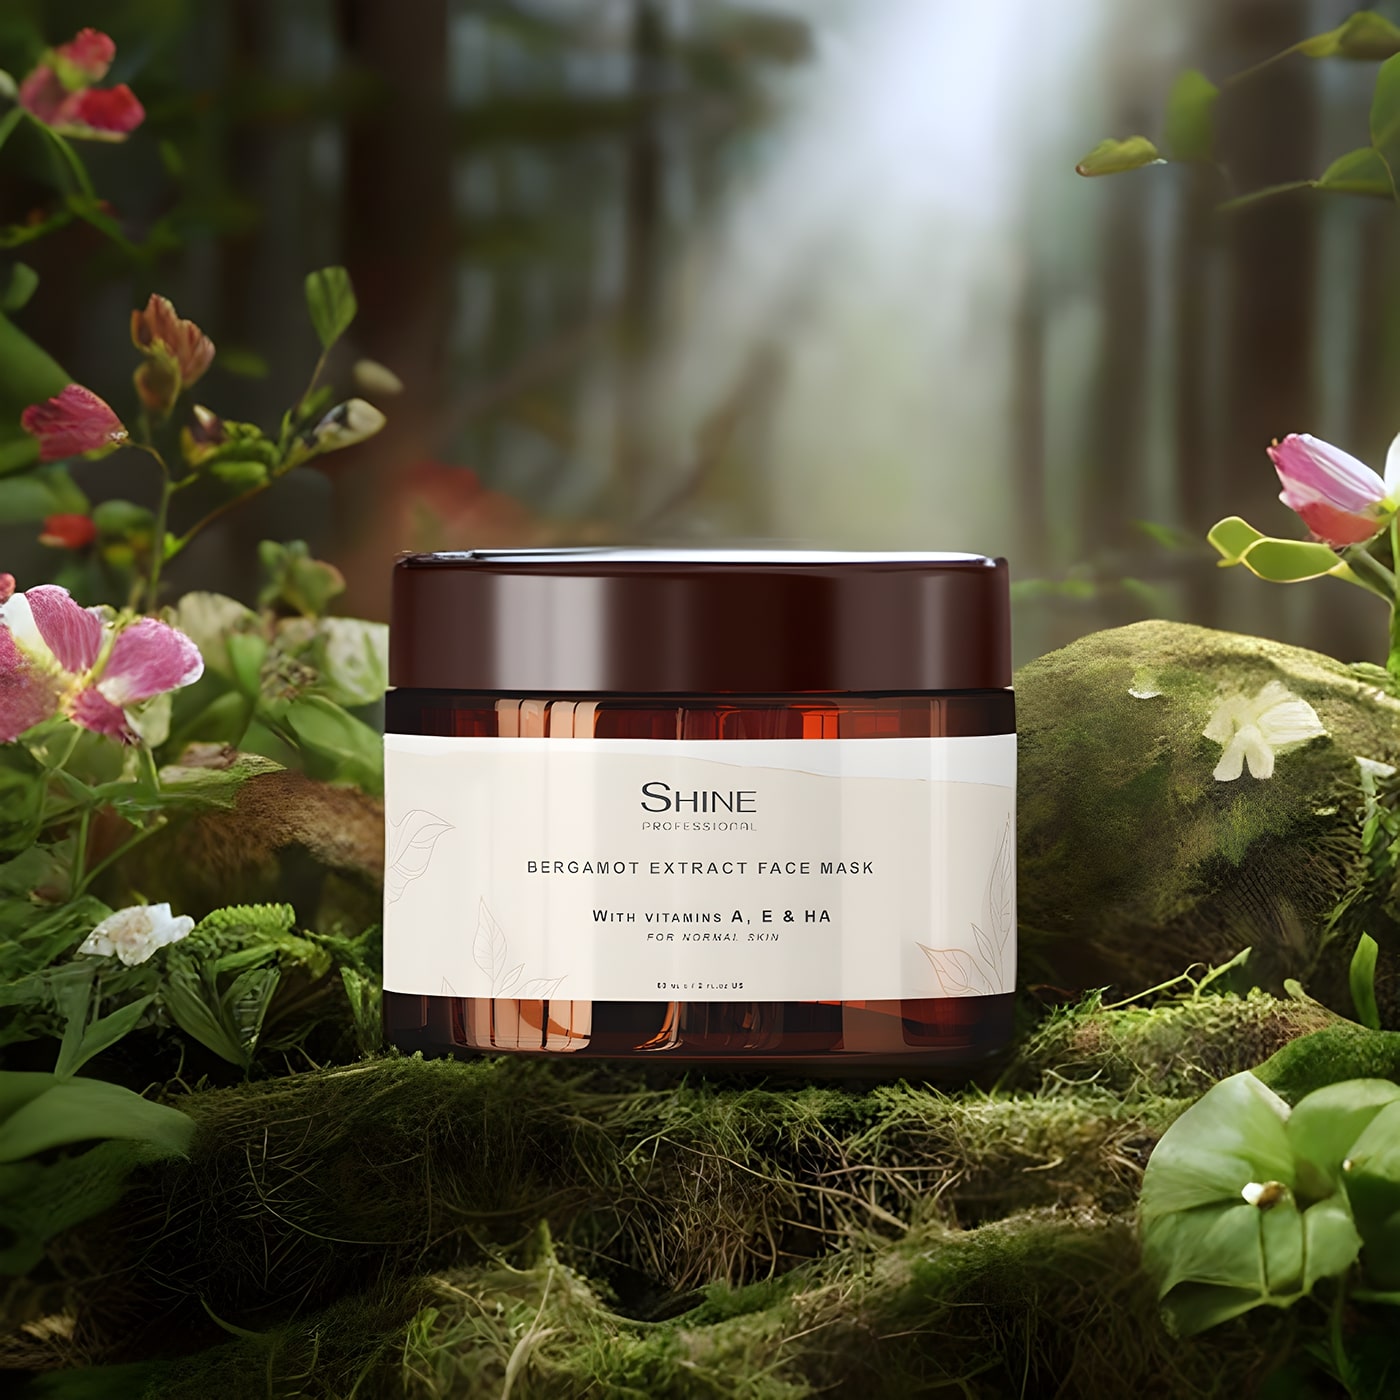 SHINE
PROFESSIONAL
BERGAMOT EXTRACT FACE MASK
WITH VITAMINS A, E & HA
FOR NORMAL SKIN